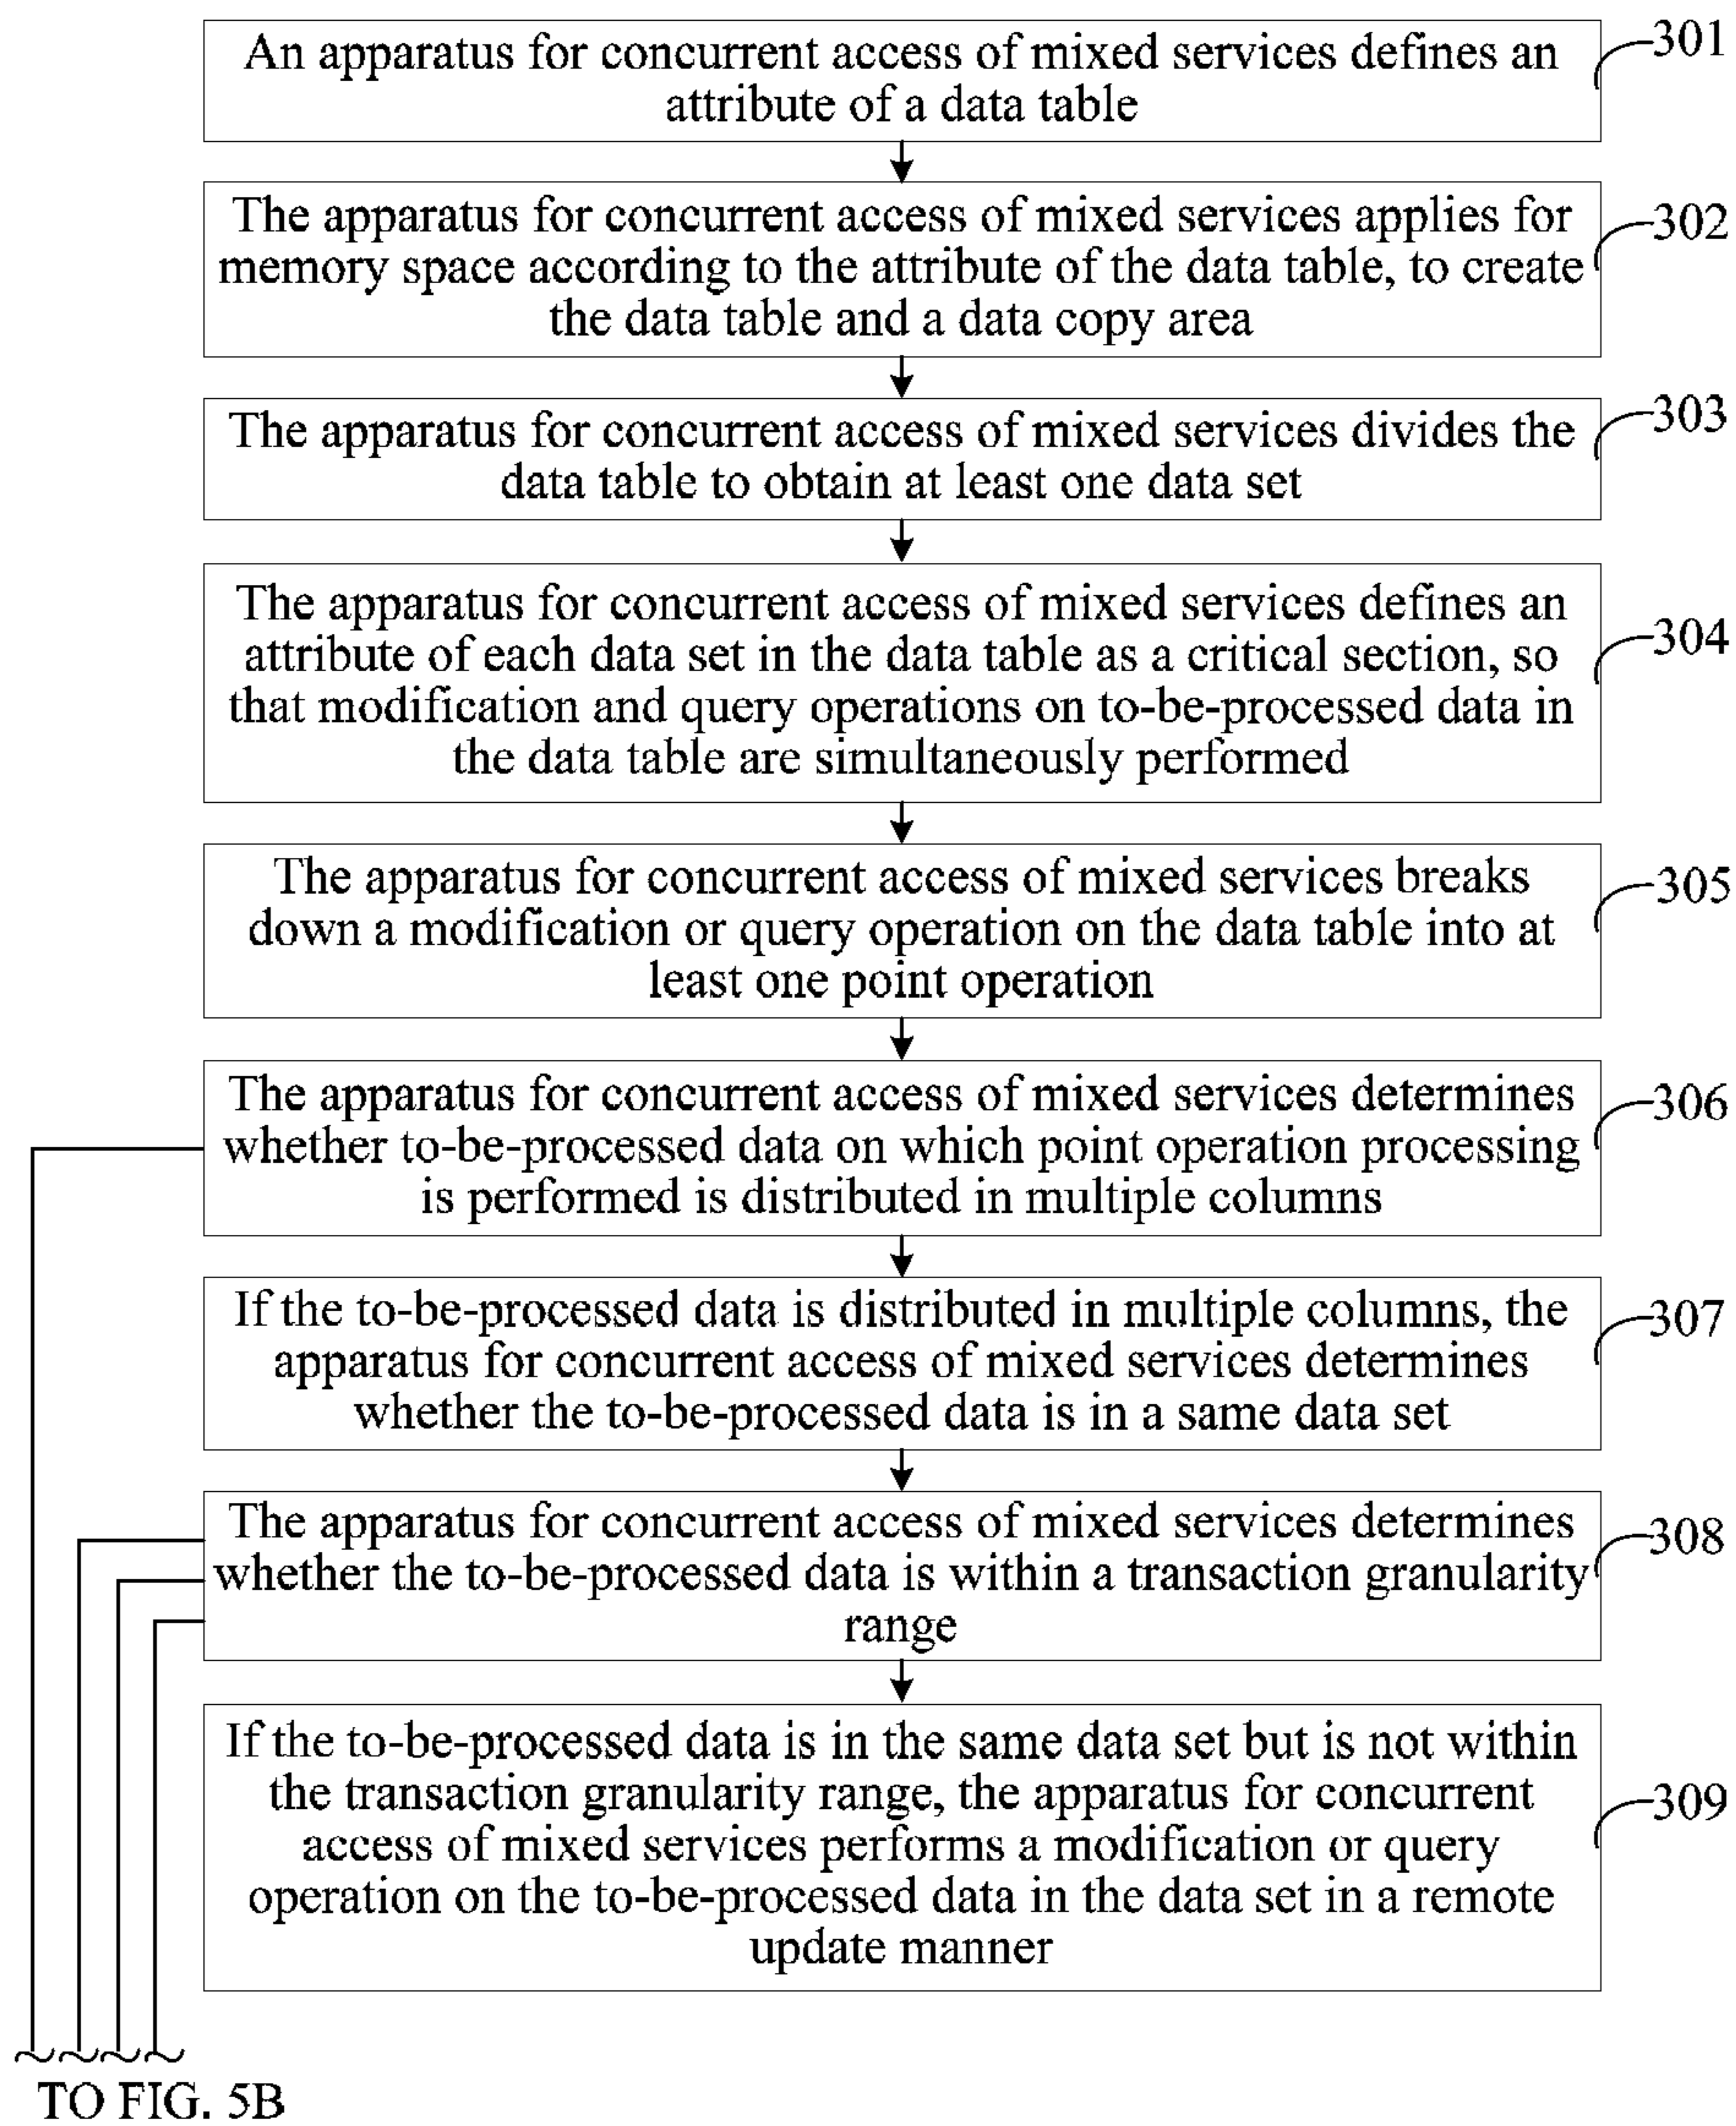 An apparatus for concurrent access of mixed services defines an
attribute of a data table
301
The apparatus for concurrent access of mixed services applies for
memory space according to the attribute of the data table, to create
the data table and a data copy area
302
The apparatus for concurrent access of mixed services divides the
data table to obtain at least one data set
303
The apparatus for concurrent access of mixed services defines an
attribute of each data set in the data table as a critical section, so
that modification and query operations on to-be-processed data in
the data table are simultaneously performed
304
The apparatus for concurrent access of mixed services breaks
down a modification or query operation on the data table into at
least one point operation
305
The apparatus for concurrent access of mixed services determines
whether to-be-processed data on which point operation processing
is performed is distributed in multiple columns
306
If the to-be-processed data is distributed in multiple columns, the
apparatus for concurrent access of mixed services determines
whether the to-be-processed data is in a same data set
307
The apparatus for concurrent access of mixed services determines
whether the to-be-processed data is within a transaction granularity
range
308
If the to-be-processed data is in the same data set but is not within
the transaction granularity range, the apparatus for concurrent
access of mixed services performs a modification or query
operation on the to-be-processed data in the data set in a remote
update manner
309
TO FIG. 5B